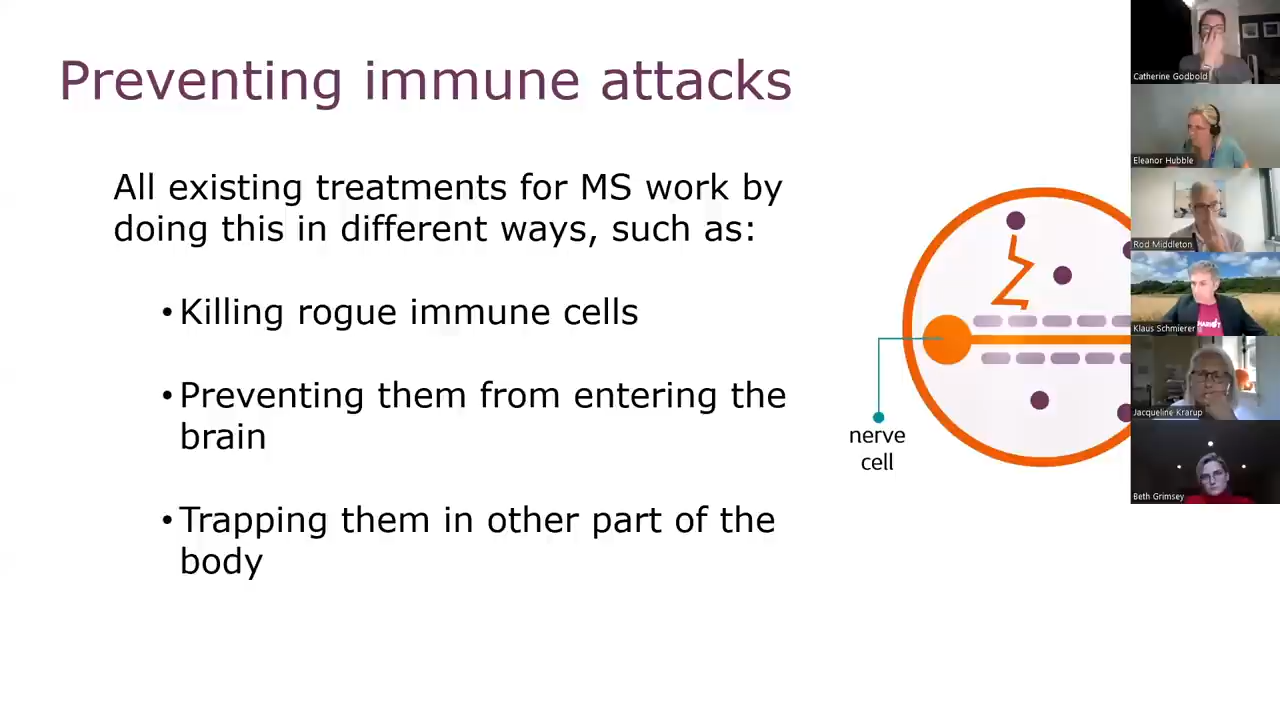 Preventing immune attacks
All existing treatments for MS work by
doing this in different ways, such as:
•Killing rogue immune cells
•Preventing them from entering the
brain
•Trapping them in other part of the
body
nerve
cell
Catherine Godbold
Eleanor Hubble
Rod Middleton
Klaus Schmierer
Jacqueline Krarup
Beth Grimsey